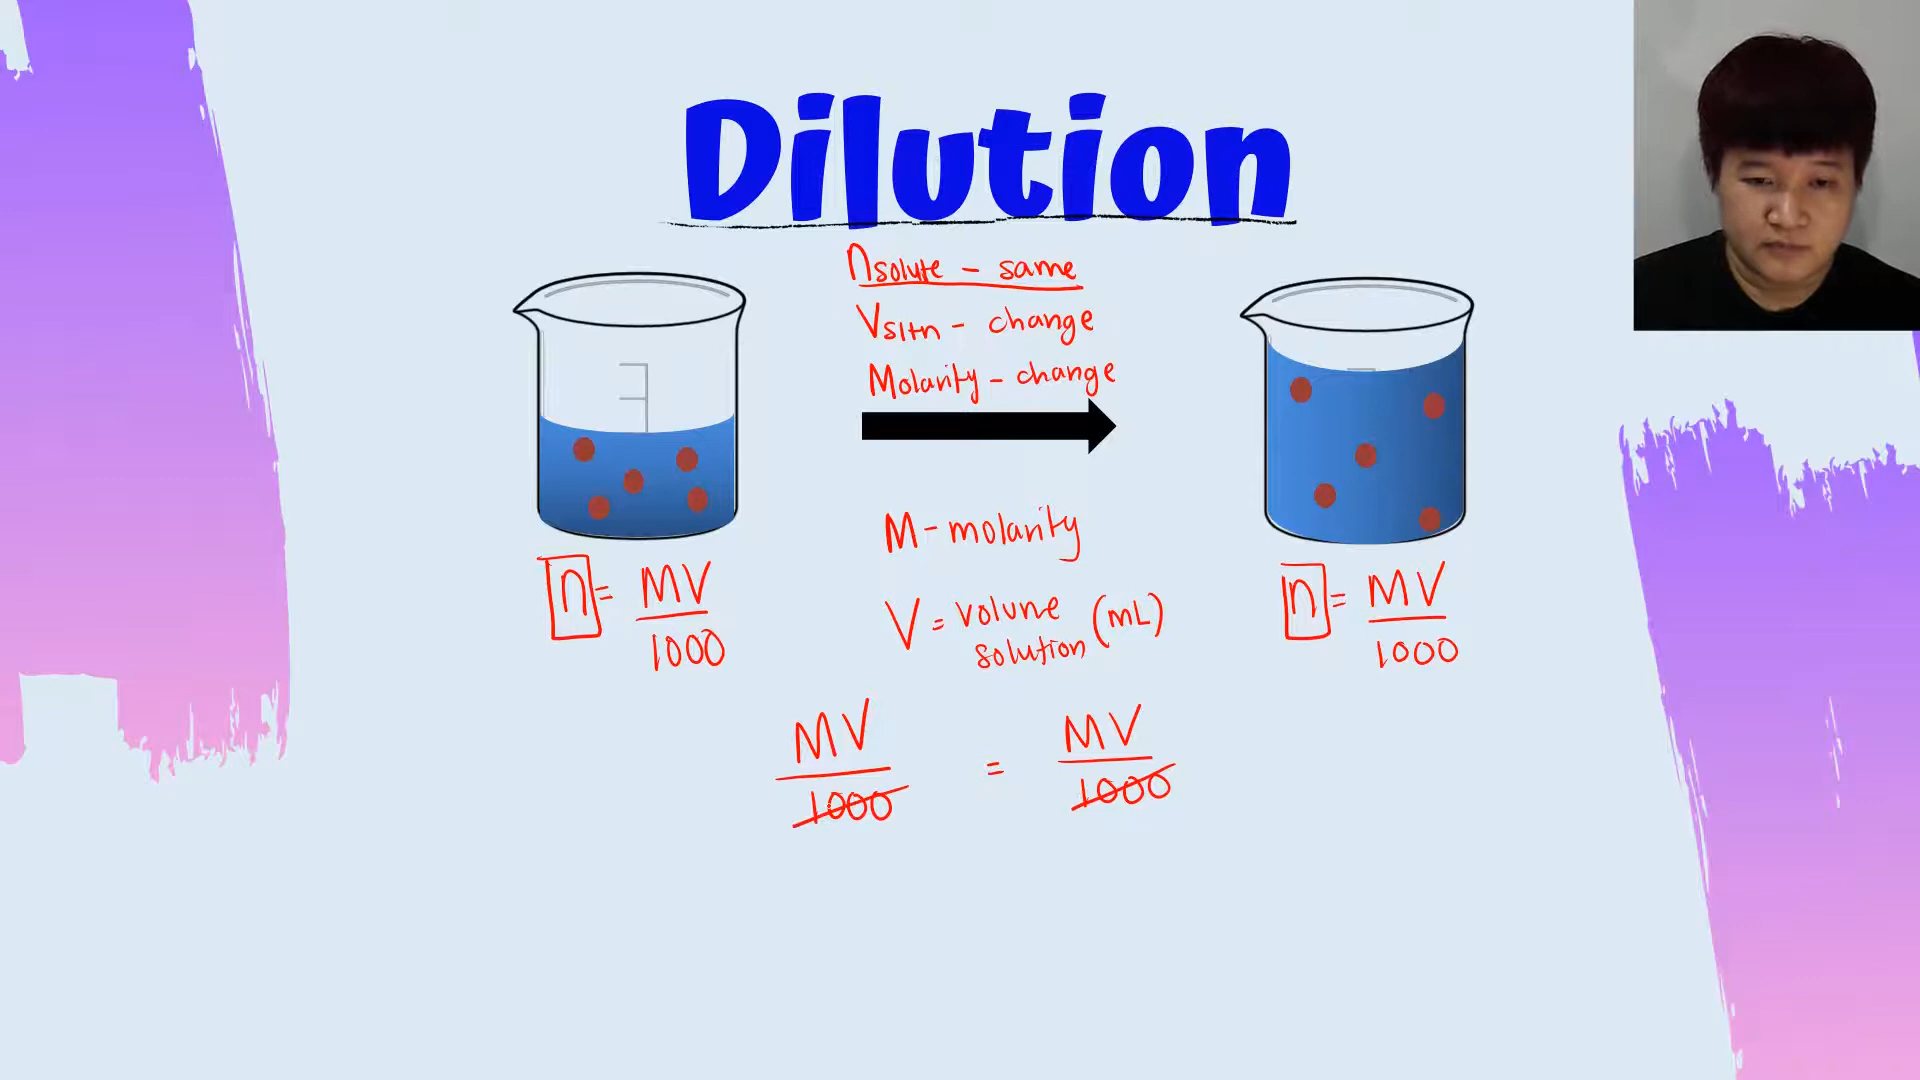 Dilution
nsolute - same
Vsltn - change
Molarity - change
M - molarity
n = MV
1000
V = volume
solution (mL)
n = MV
1000
MV
1000
=
MV
1000